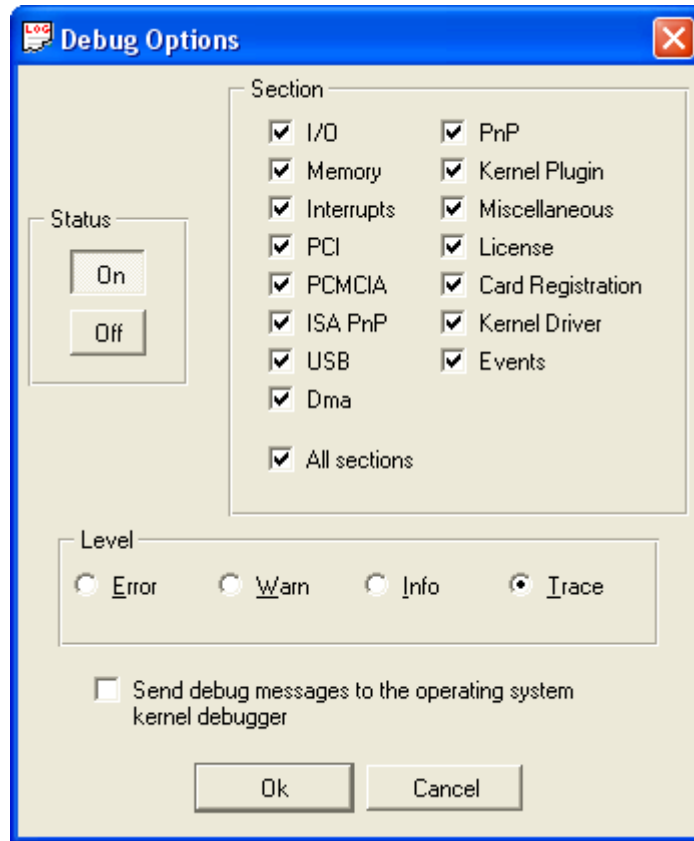 LOG
Debug Options
Section
I/O
PnP
Memory
Kernel Plugin
Interrupts
Miscellaneous
Status
PCI
License
On
PCMCIA
Card Registration
Off
ISA PnP
Kernel Driver
USB
Events
Dma
All sections
Level
Error
Warn
Info
Trace
Send debug messages to the operating system
kernel debugger
Ok
Cancel